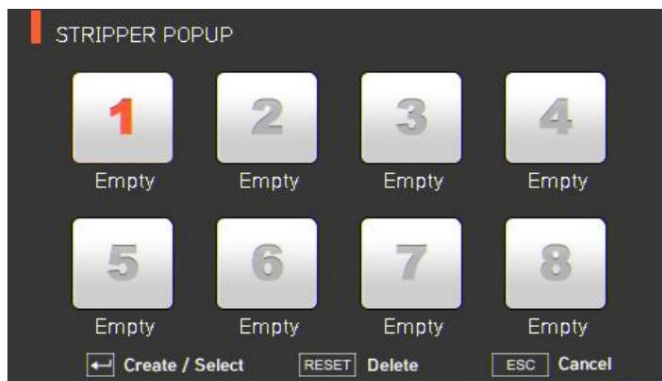 STRIPPER POPUP
1 2 3 4
Empty Empty Empty Empty
5 6 7 8
Empty Empty Empty Empty
Create / Select RESET Delete ESC Cancel